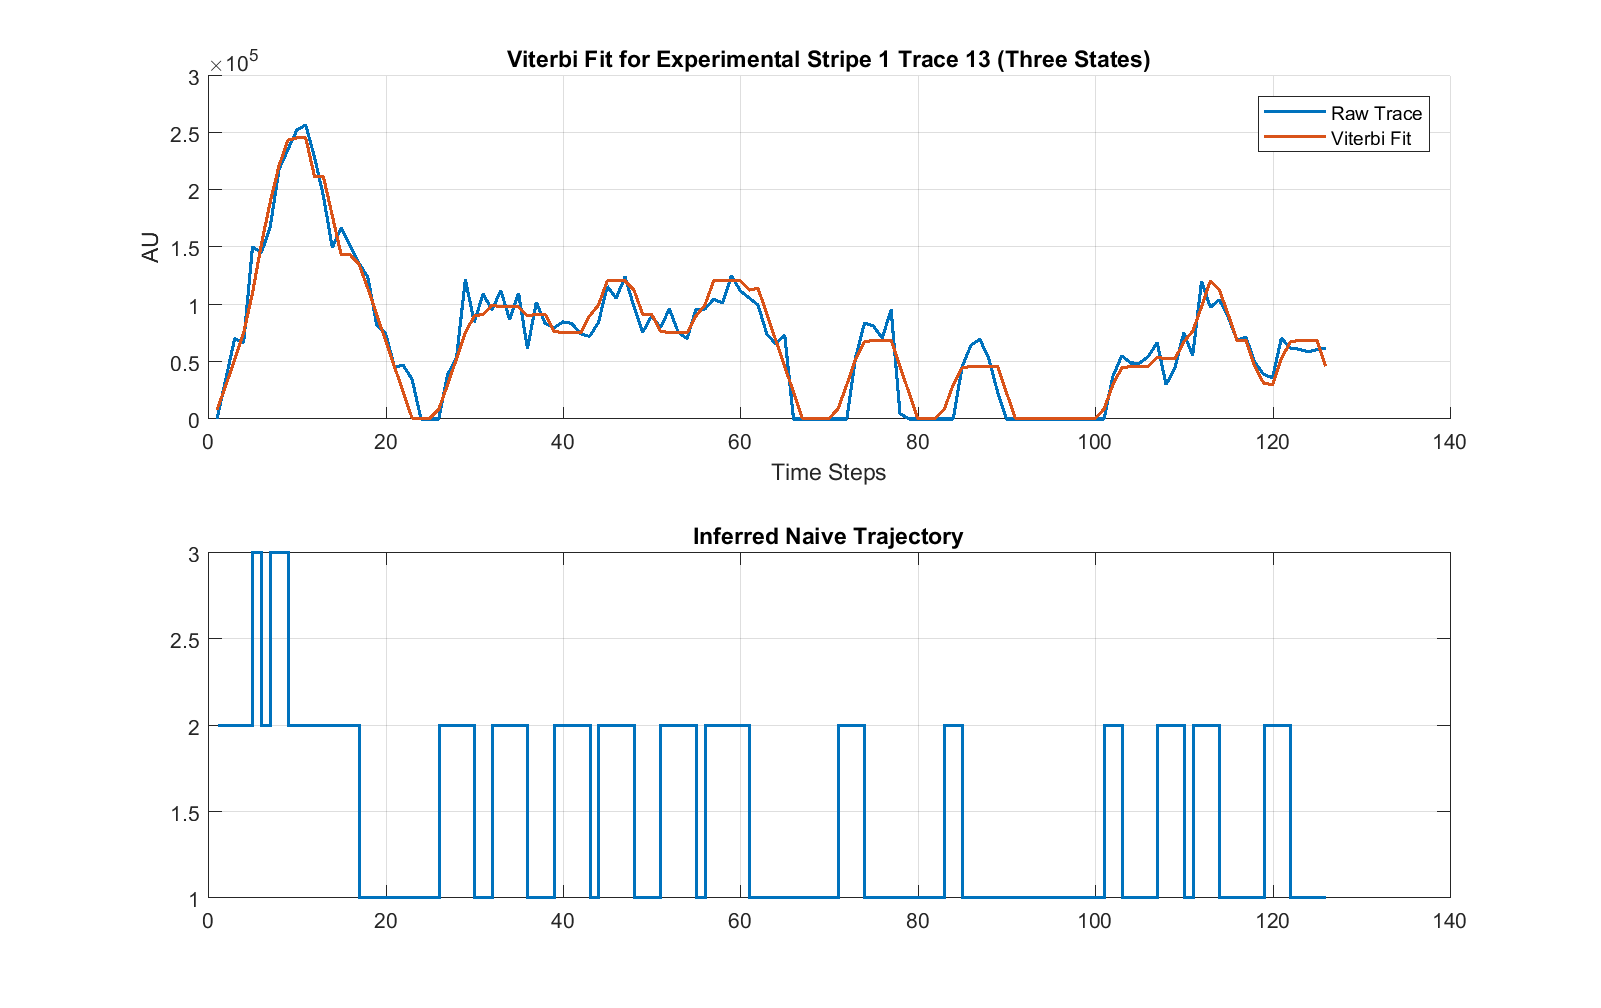 Viterbi Fit for Experimental Stripe 1 Trace 13 (Three States)
×10^5
3
2.5
2
1.5
1
0.5
0
AU
Raw Trace
Viterbi Fit
0 20 40 60 80 100 120 140
Time Steps
Inferred Naive Trajectory
3
2.5
2
1.5
1
0 20 40 60 80 100 120 140